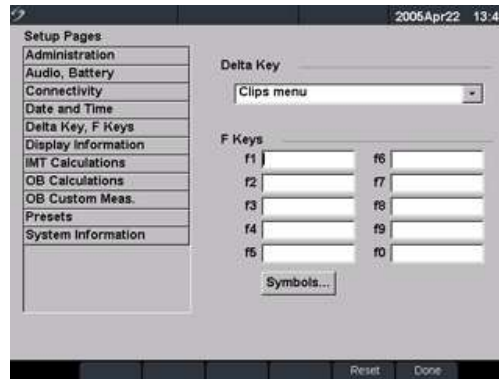 2005Apr22 13:4
Setup Pages
Administration
Audio, Battery
Connectivity
Date and Time
Delta Key, F Keys
Display Information
IMT Calculations
OB Calculations
OB Custom Meas.
Presets
System Information
Delta Key
Clips menu
F Keys
f1
f2
f3
f4
f5
f6
f7
f8
f9
f0
Symbols...
Reset Done